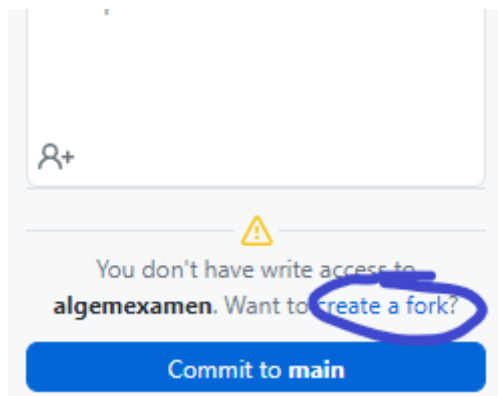 You don't have write access to
algemexamen. Want to create a fork?
Commit to main